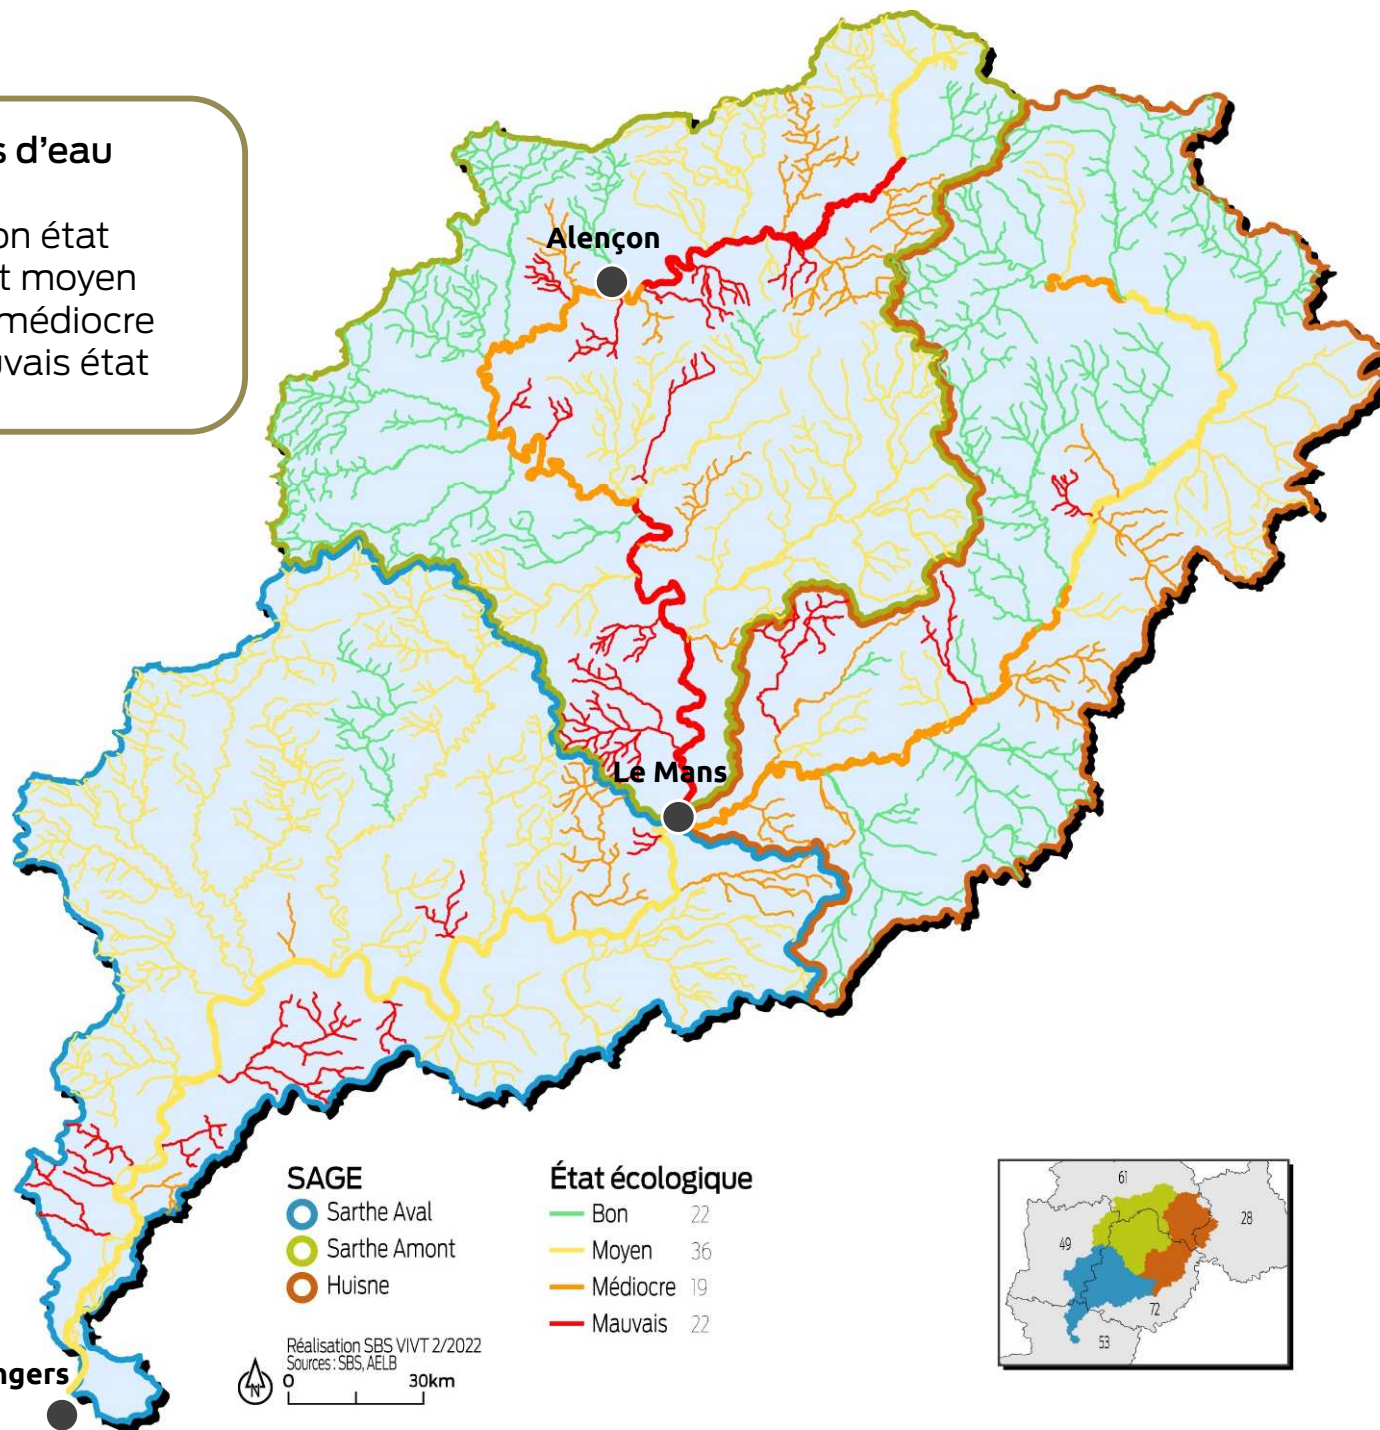 s d'eau
on état
t moyen
médiocre
uvais état
Alençon
Le Mans
ngers
SAGE
Sarthe Aval
Sarthe Amont
Huisne
État écologique
Bon 22
Moyen 36
Médiocre 19
Mauvais 22
Réalisation SBS VIVT 2/2022
Sources : SBS, AELB
N
0 30km
61
28
49
72
53